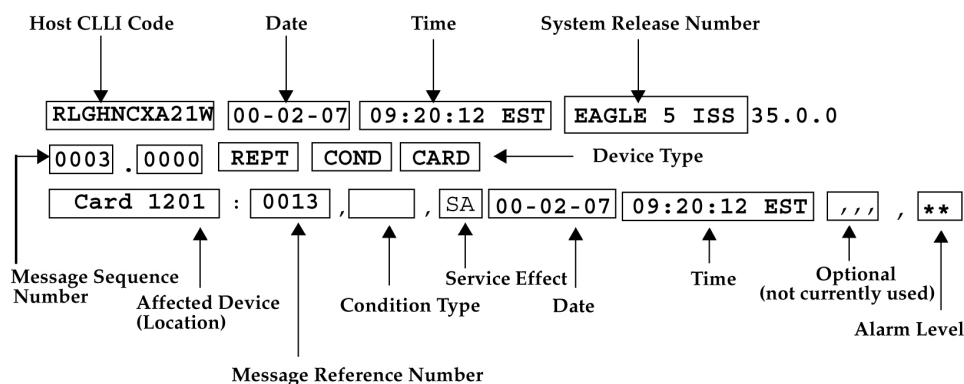 Host CLLI Code Date Time System Release Number
RLGHNCXA21W 00-02-07 09:20:12 EST EAGLE 5 ISS 35.0.0
0003 . 0000 REPT COND CARD Device Type
Card 1201 : 0013 , , SA 00-02-07 09:20:12 EST ,,, , **
Message Sequence
Number
Affected Device
(Location)
Condition Type
Service Effect
Date
Time
Optional
(not currently used)
Alarm Level
Message Reference Number